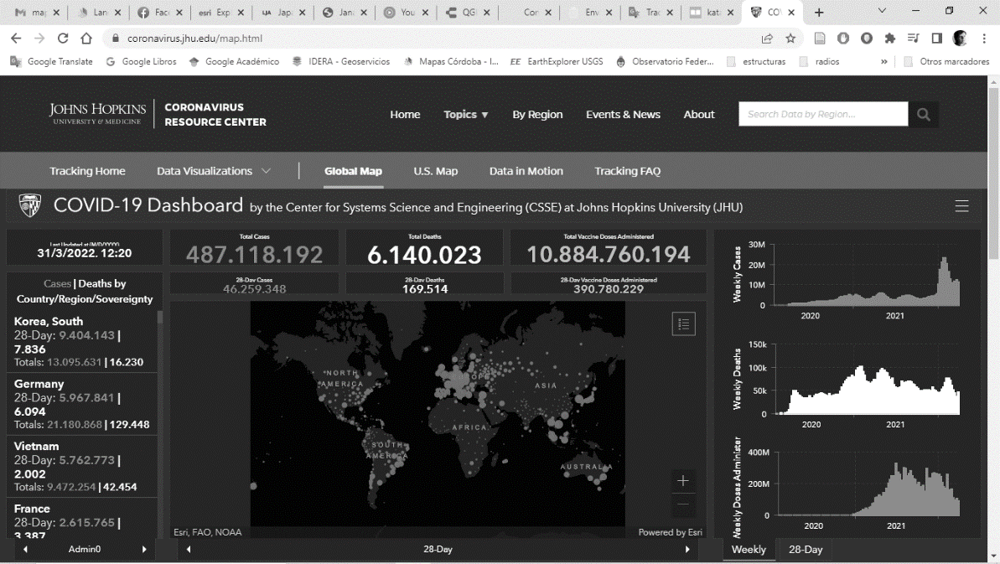 ma
Lan
Fac
esri Exp
IJA Jap
Jan
You
QGI
Cor
Env
Trac
kat
CO
coronavirus.jhu.edu/map.html
Google Translate
Google Libros
Google Académico
IDERA - Geoservicios
Mapas Córdoba - I...
EE EarthExplorer USGS
Observatorio Feder...
estructuras
radios
»
Otros marcadores
JOHNS HOPKINS
UNIVERSITY & MEDICINE
CORONAVIRUS
RESOURCE CENTER
Home
Topics
By Region
Events & News
About
Search Data by Region...
Tracking Home
Data Visualizations
Global Map
U.S. Map
Data in Motion
Tracking FAQ
COVID-19 Dashboard by the Center for Systems Science and Engineering (CSSE) at Johns Hopkins University (JHU)
Last Updated at (M/D/YYYY)
31/3/2022, 12:20
Total Cases
487.118.192
Total Deaths
6.140.023
Total Vaccine Doses Administered
10.884.760.194
28-Day Cases
46.259.348
28-Day Deaths
169.514
28-Day Vaccine Doses Administered
390.780.229
Cases | Deaths by
Country/Region/Sovereignty
Korea, South
28-Day: 9.404.143 |
7.836
Totals: 13.095.631 | 16.230
Germany
28-Day: 5.967.841 |
6.094
Totals: 21.180.868 | 129.448
Vietnam
28-Day: 5.762.773 |
2.002
Totals: 9.472.254 | 42.454
France
28-Day: 2.615.765 |
3.387
Admin0
NORTH
AMERICA
EUROPE
ASIA
AFRICA
SOUTH
AMERICA
AUSTRALIA
Esri, FAO, NOAA
Powered by Esri
28-Day
Weekly Cases
30M
20M
10M
0
2020
2021
Weekly Deaths
150k
100k
50k
0
2020
2021
Weekly Doses Administer
400M
200M
0
2020
2021
Weekly
28-Day